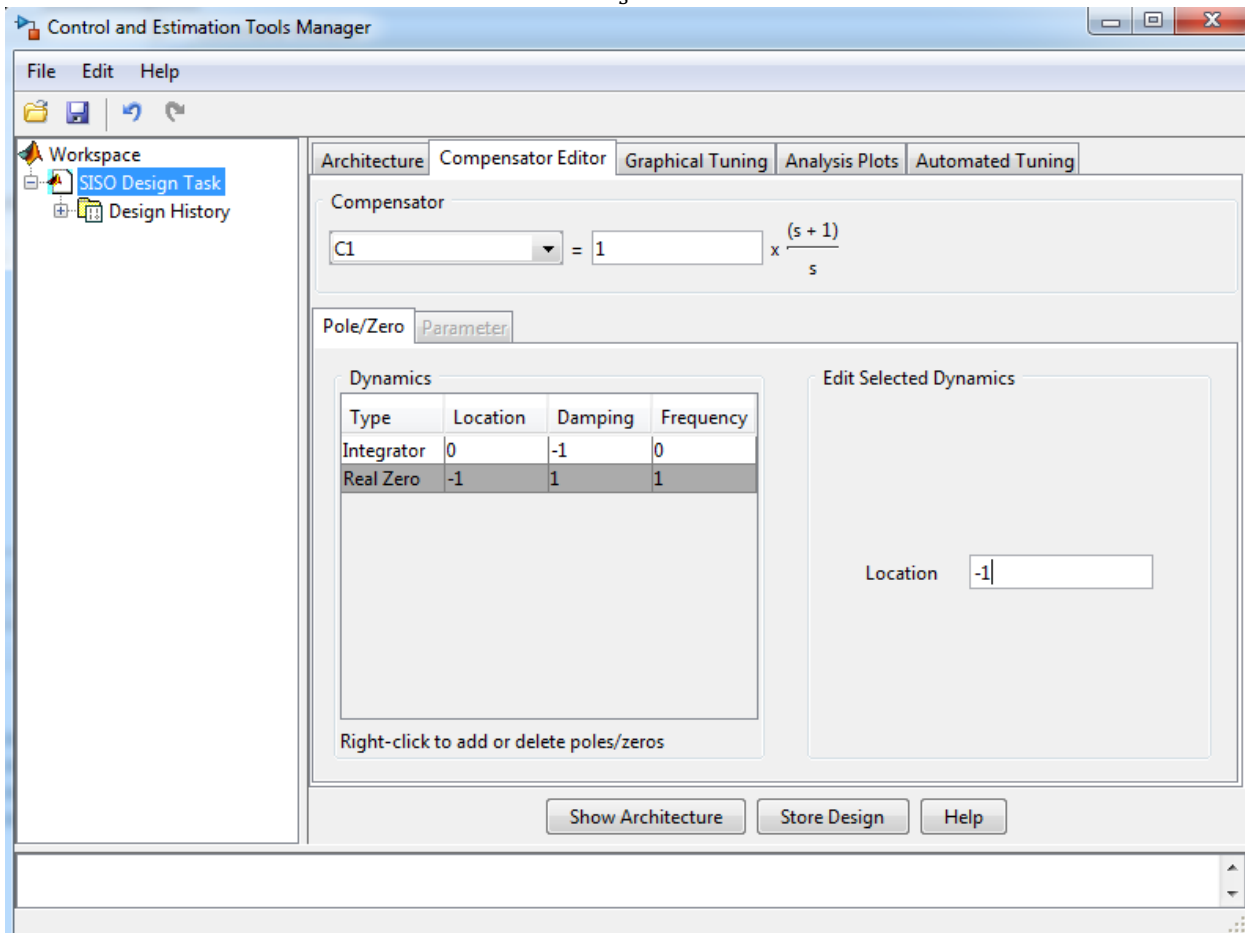 Control and Estimation Tools Manager
File Edit Help
Workspace
SISO Design Task
Design History
Architecture Compensator Editor Graphical Tuning Analysis Plots Automated Tuning
Compensator
C1 = 1 x (s + 1)
s
Pole/Zero Parameter
Dynamics
Type Location Damping Frequency
Integrator 0 -1 0
Real Zero -1 1 1
Right-click to add or delete poles/zeros
Edit Selected Dynamics
Location -1
Show Architecture Store Design Help